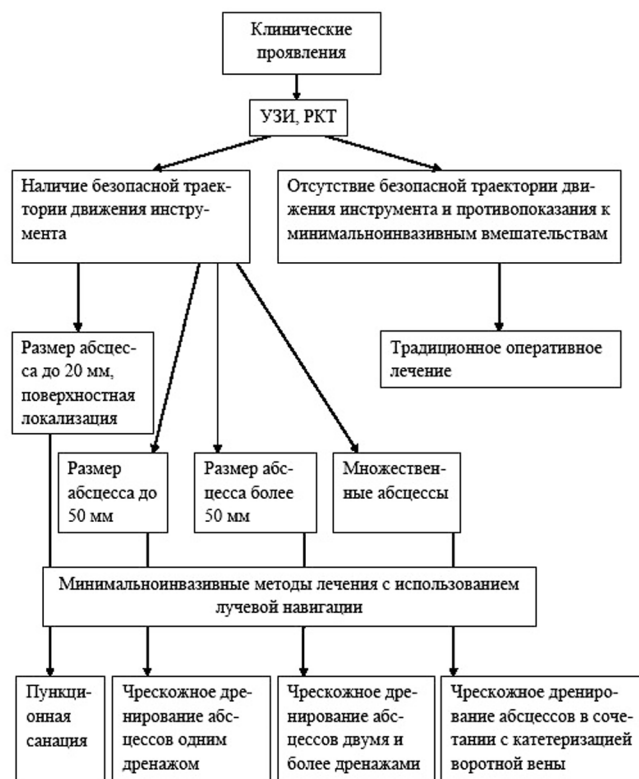 Клинические
проявления
УЗИ, РКТ
Наличие безопасной траек-
тории движения инстру-
мента
Отсутствие безопасной траектории дви-
жения инструмента и противопоказания к
минимальноинвазивным вмешательствам
Размер абсцес-
са до 20 мм,
поверхностная
локализация
Традиционное оперативное
лечение
Размер
абсцесса до
50 мм
Размер абс-
цесса более
50 мм
Множествен-
ные абсцессы
Минимальноинвазивные методы лечения с использованием
лучевой навигации
Пункци-
онная
санация
Чрескожное дре-
нирование абс-
цессов одним
дренажом
Чрескожное дре-
нирование абс-
цессов двумя и
более дренажами
Чрескожное дрениро-
вание абсцессов в соче-
тании с катетеризацией
воротной вены